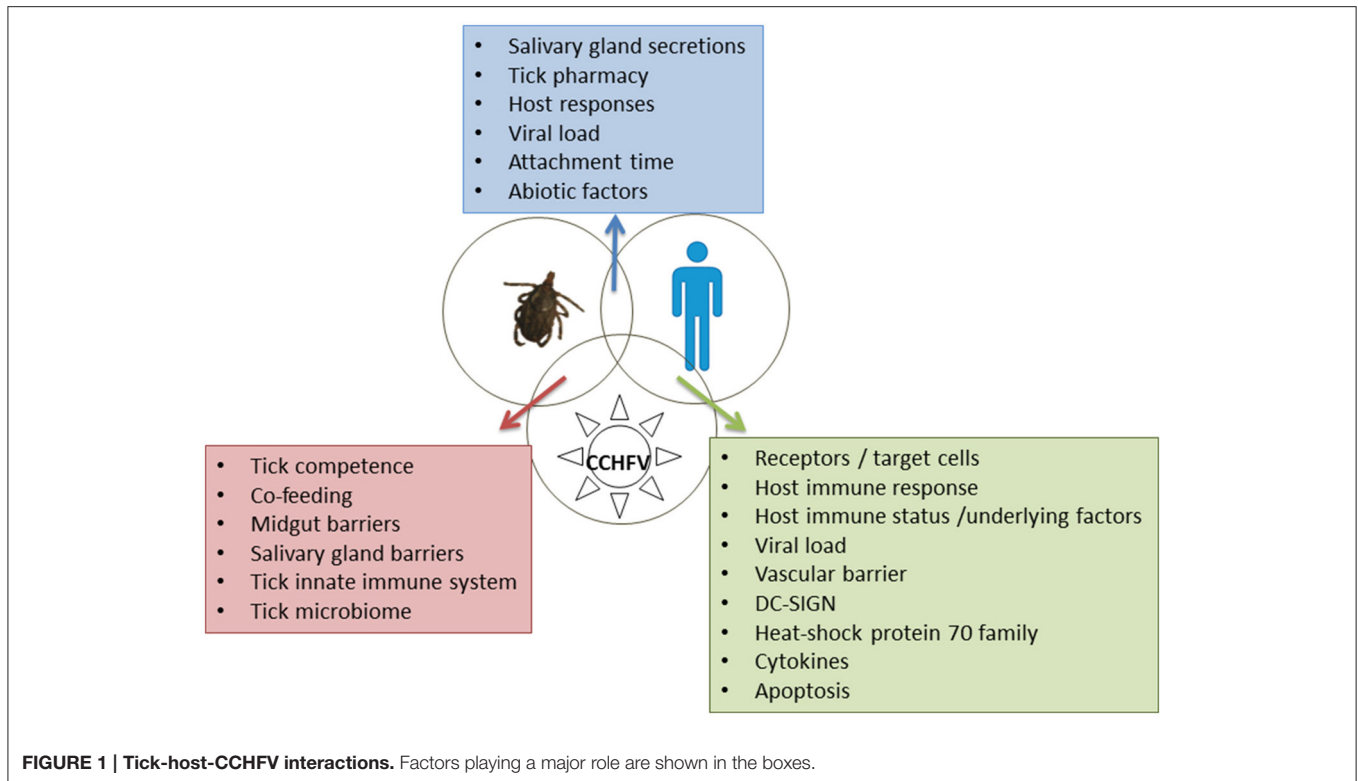 • Salivary gland secretions
• Tick pharmacy
• Host responses
• Viral load
• Attachment time
• Abiotic factors
CCHFV
• Tick competence
• Co-feeding
• Midgut barriers
• Salivary gland barriers
• Tick innate immune system
• Tick microbiome
• Receptors / target cells
• Host immune response
• Host immune status /underlying factors
• Viral load
• Vascular barrier
• DC-SIGN
• Heat-shock protein 70 family
• Cytokines
• Apoptosis
FIGURE 1 | Tick-host-CCHFV interactions. Factors playing a major role are shown in the boxes.